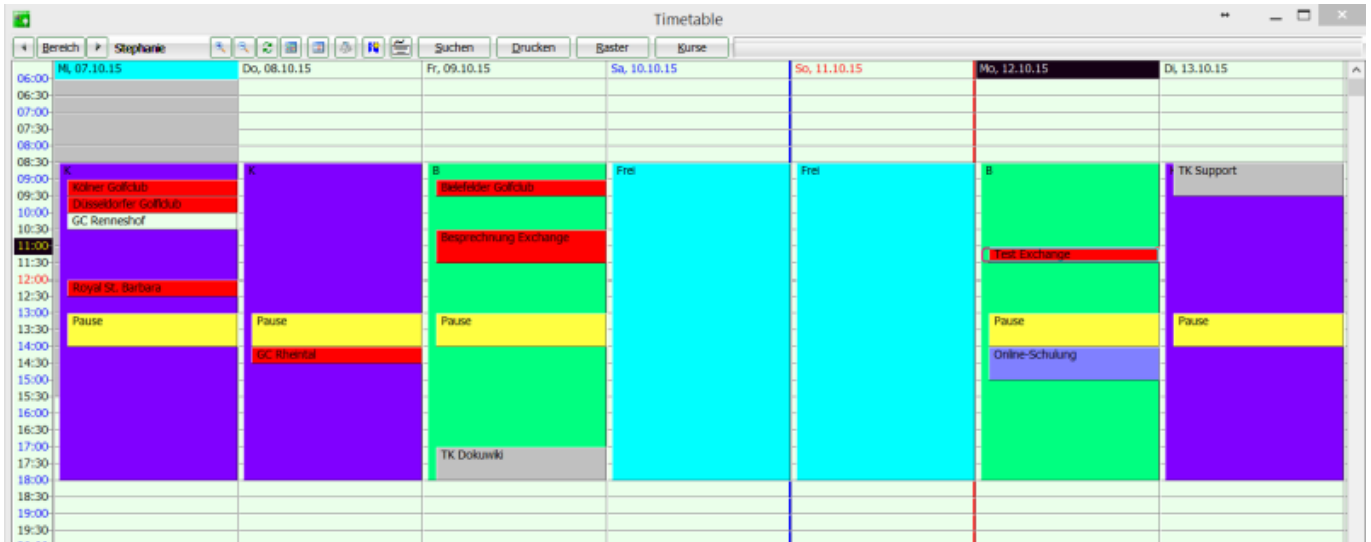 Timetable
Bereich Stephanie Suchen Drucken Raster Kurse
Mi, 07.10.15 Do, 08.10.15 Fr, 09.10.15 Sa, 10.10.15 So, 11.10.15 Mo, 12.10.15 Di, 13.10.15
06:00
06:30
07:00
07:30
08:00
08:30
K K B Frei Frei B TK Support
09:00
Kölner Golfclub Bielefelder Golfclub
09:30
Düsseldorfer Golfclub
10:00
GC Renneshof
10:30
Besprechnung Exchange
11:00
Test Exchange
11:30
12:00
Royal St. Barbara
12:30
13:00
Pause Pause Pause Pause Pause
13:30
14:00
GC Rheintal Online-Schulung
14:30
15:00
15:30
16:00
16:30
17:00
TK Dokuwiki
17:30
18:00
18:30
19:00
19:30